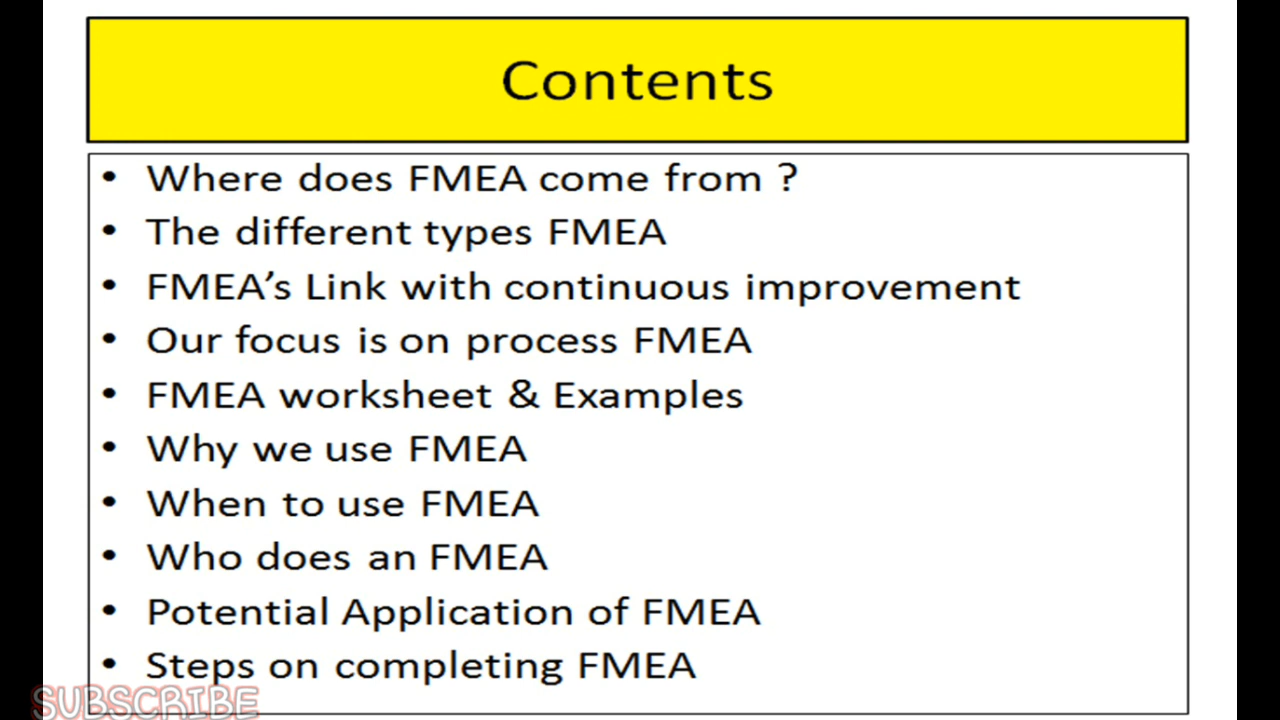 Contents
• Where does FMEA come from ?
• The different types FMEA
• FMEA’s Link with continuous improvement
• Our focus is on process FMEA
• FMEA worksheet & Examples
• Why we use FMEA
• When to use FMEA
• Who does an FMEA
• Potential Application of FMEA
• Steps on completing FMEA
SUBSCRIBE